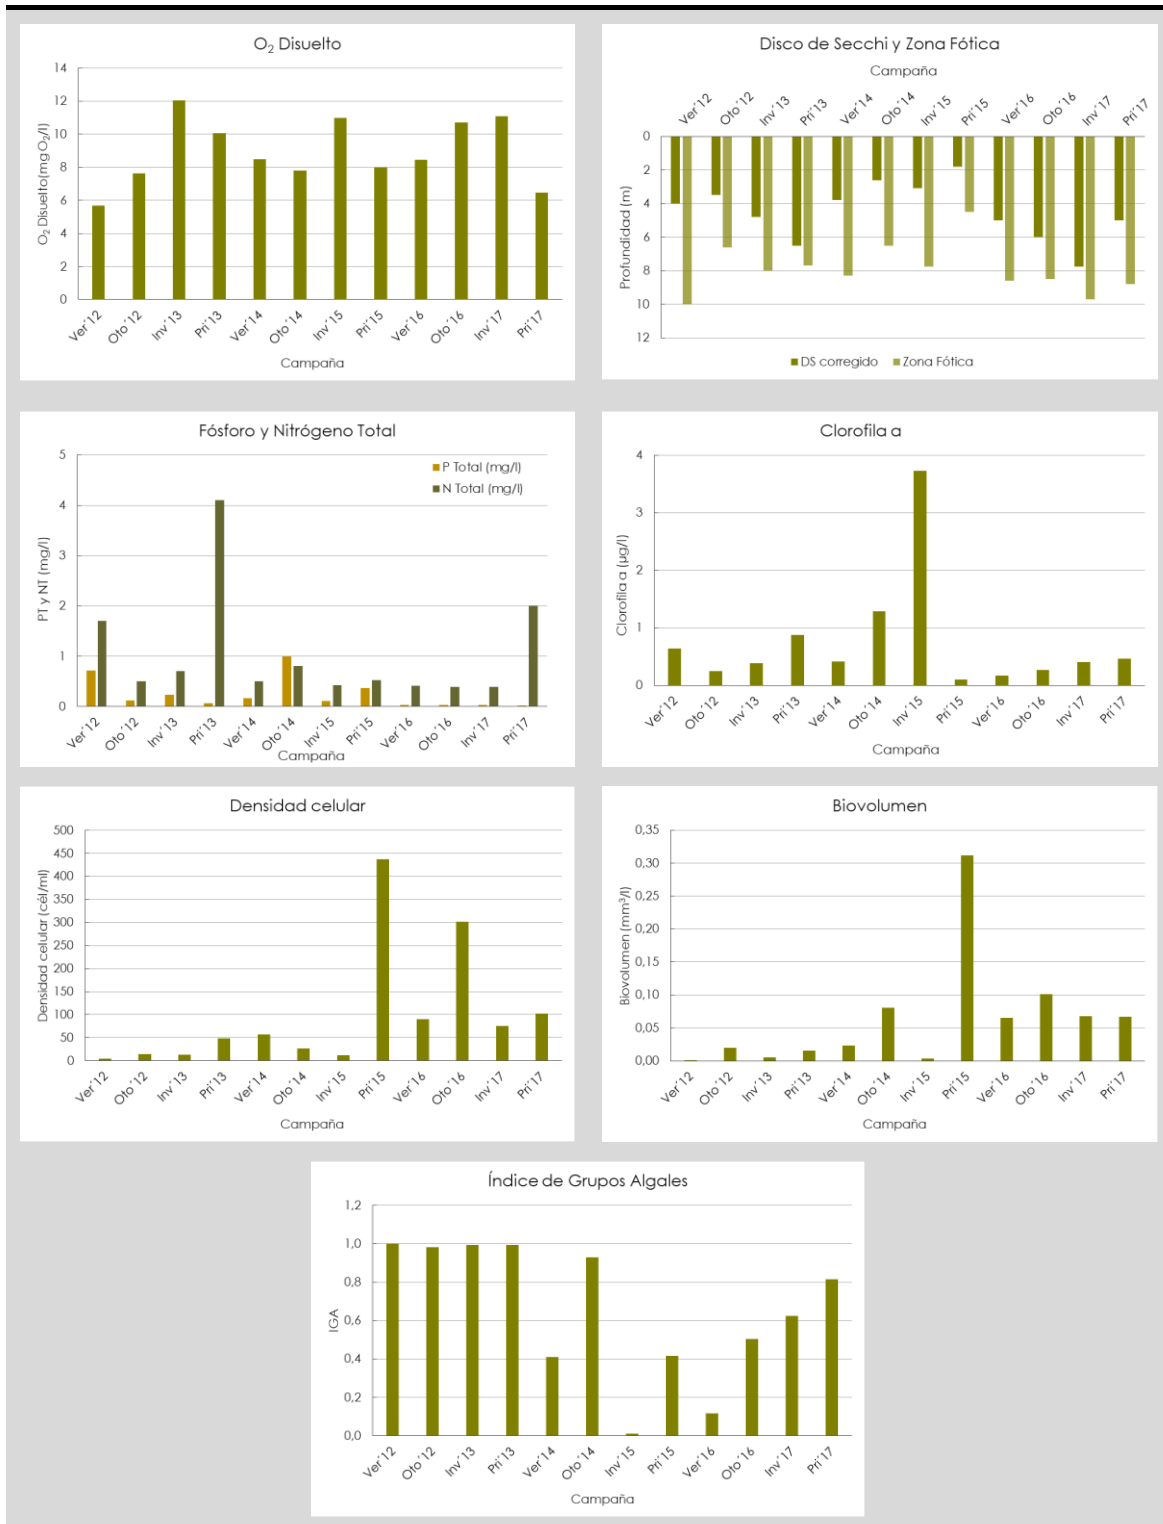 O₂ Disuelto
14
12
10
8
6
4
2
0
O₂ Disuelto(mg O₂/l)
Ver´12 Oto´12 Inv´13 Pri´13 Ver´14 Oto´14 Inv´15 Pri´15 Ver´16 Oto´16 Inv´17 Pri´17
Campaña
Disco de Secchi y Zona Fótica
Campaña
Ver´12 Oto´12 Inv´13 Pri´13 Ver´14 Oto´14 Inv´15 Pri´15 Ver´16 Oto´16 Inv´17 Pri´17
0
2
4
6
8
10
12
Profundidad (m)
DS corregido Zona Fótica
Fósforo y Nitrógeno Total
5
4
3
2
1
0
PT y NT (mg/l)
P Total (mg/l)
N Total (mg/l)
Ver´12 Oto´12 Inv´13 Pri´13 Ver´14 Oto´14 Inv´15 Pri´15 Ver´16 Oto´16 Inv´17 Pri´17
Campaña
Clorofila a
4
3
2
1
0
Clorofila a (µg/l)
Ver´12 Oto´12 Inv´13 Pri´13 Ver´14 Oto´14 Inv´15 Pri´15 Ver´16 Oto´16 Inv´17 Pri´17
Campaña
Densidad celular
500
450
400
350
300
250
200
150
100
50
0
Densidad celular (cél/ml)
Ver´12 Oto´12 Inv´13 Pri´13 Ver´14 Oto´14 Inv´15 Pri´15 Ver´16 Oto´16 Inv´17 Pri´17
Campaña
Biovolumen
0,35
0,30
0,25
0,20
0,15
0,10
0,05
0,00
Biovolumen (mm³/l)
Ver´12 Oto´12 Inv´13 Pri´13 Ver´14 Oto´14 Inv´15 Pri´15 Ver´16 Oto´16 Inv´17 Pri´17
Campaña
Índice de Grupos Algales
1,2
1,0
0,8
0,6
0,4
0,2
0,0
IGA
Ver´12 Oto´12 Inv´13 Pri´13 Ver´14 Oto´14 Inv´15 Pri´15 Ver´16 Oto´16 Inv´17 Pri´17
Campaña